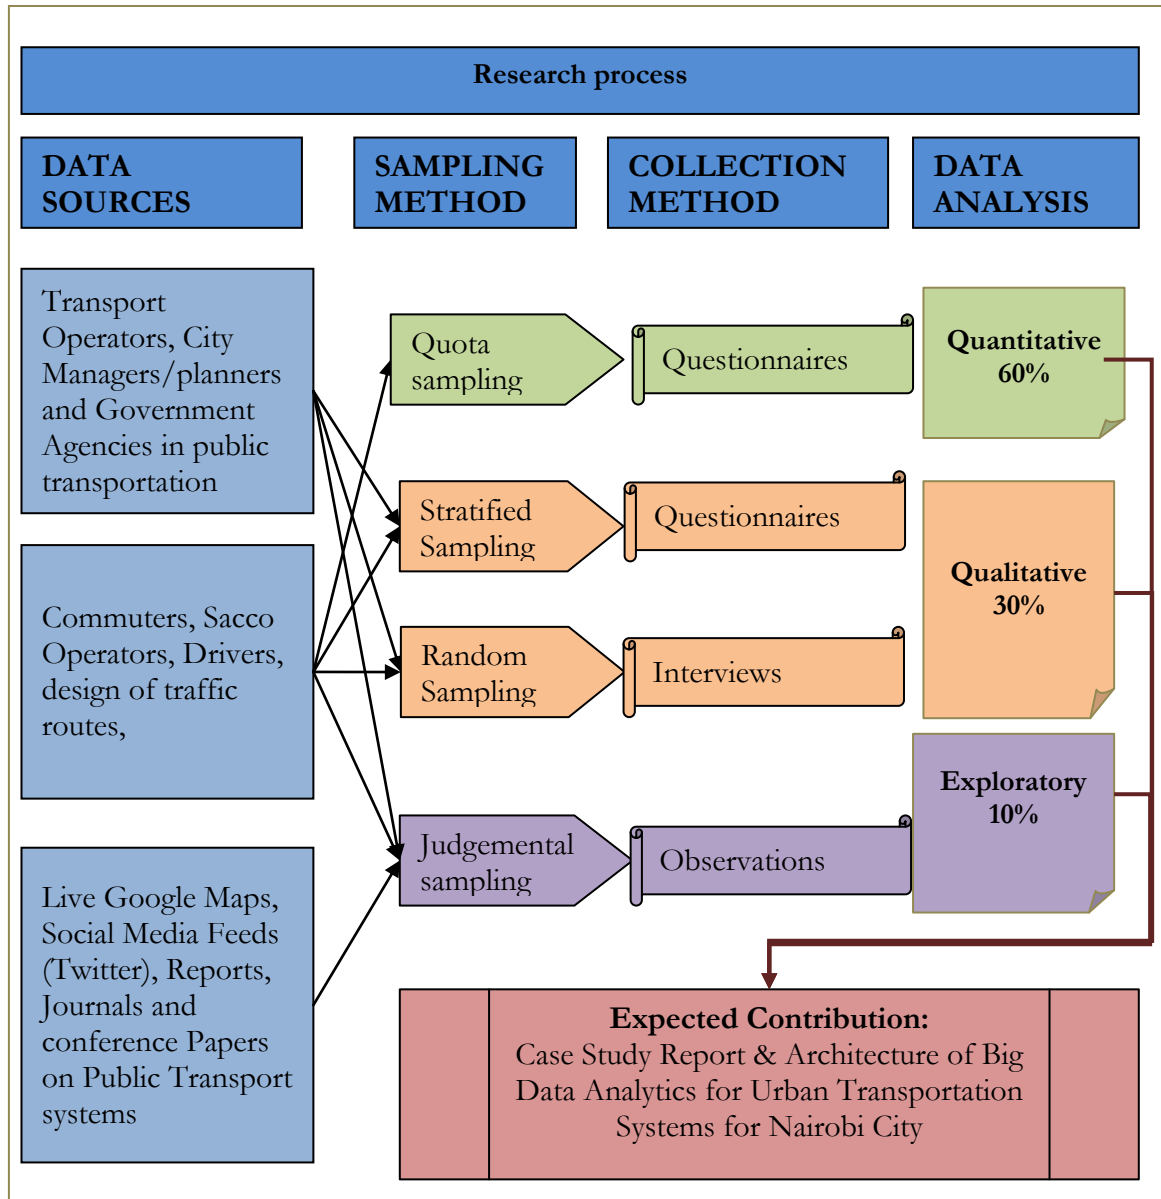 Research process
DATA
SOURCES
SAMPLING
METHOD
COLLECTION
METHOD
DATA
ANALYSIS
Transport
Operators, City
Managers/planners
and Government
Agencies in public
transportation
Quota
sampling
Questionnaires
Quantitative
60%
Stratified
Sampling
Questionnaires
Qualitative
30%
Commuters, Sacco
Operators, Drivers,
design of traffic
routes,
Random
Sampling
Interviews
Exploratory
10%
Judgemental
sampling
Observations
Live Google Maps,
Social Media Feeds
(Twitter), Reports,
Journals and
conference Papers
on Public Transport
systems
Expected Contribution:
Case Study Report & Architecture of Big
Data Analytics for Urban Transportation
Systems for Nairobi City